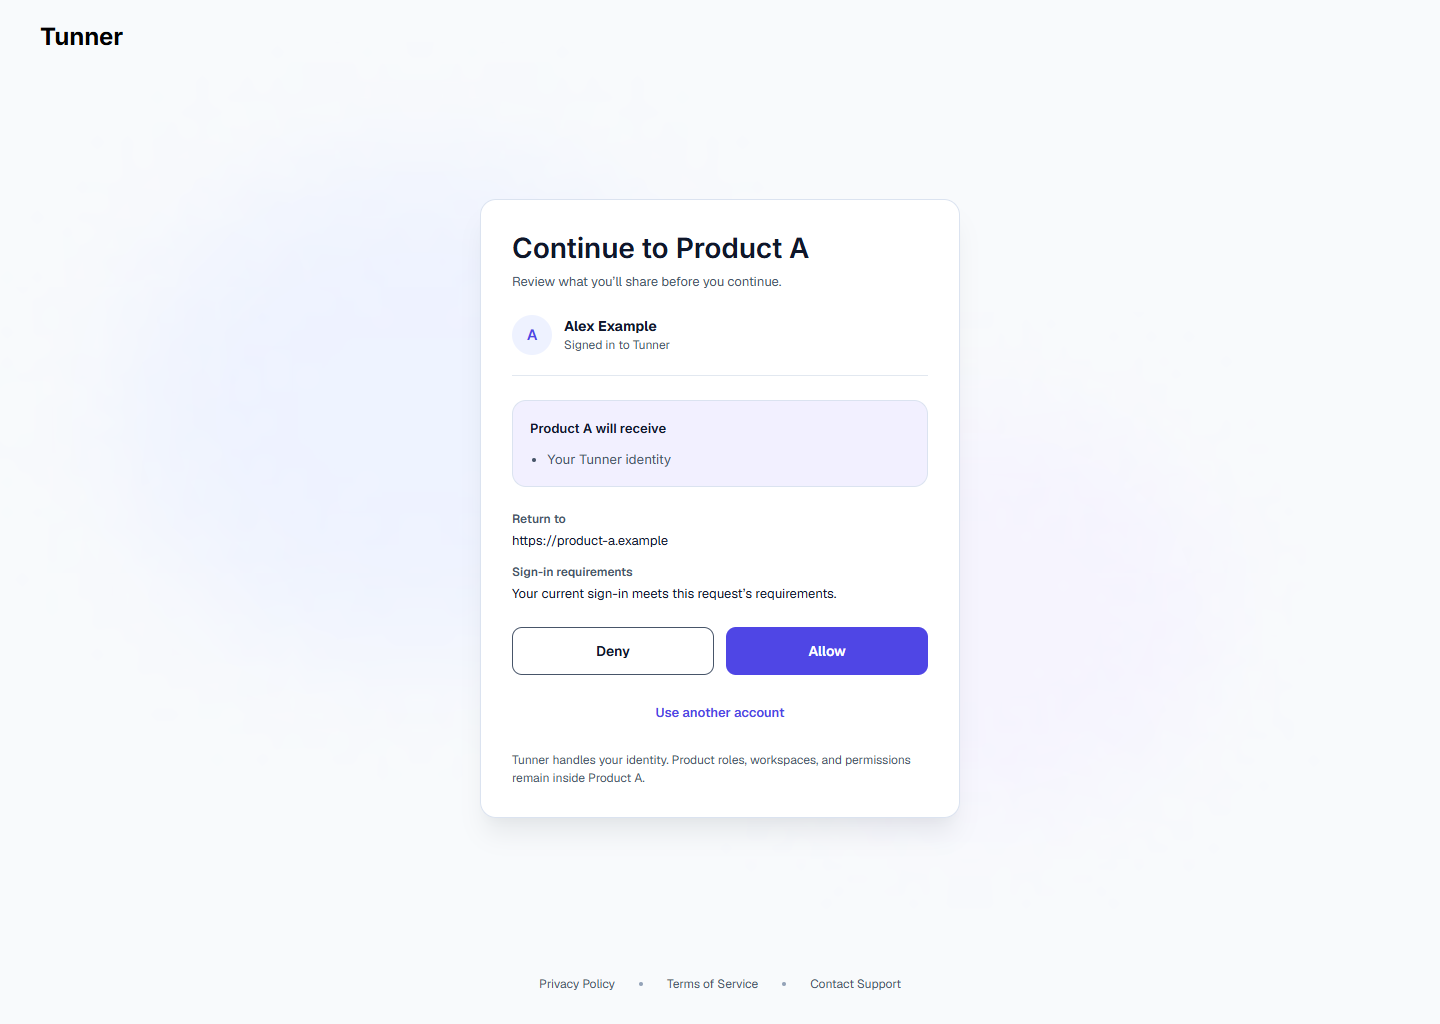 Tunner
Continue to Product A
Review what you'll share before you continue.
A
Alex Example
Signed in to Tunner
Product A will receive
• Your Tunner identity
Return to
https://product-a.example
Sign-in requirements
Your current sign-in meets this request's requirements.
Deny
Allow
Use another account
Tunner handles your identity. Product roles, workspaces, and permissions
remain inside Product A.
Privacy Policy • Terms of Service • Contact Support